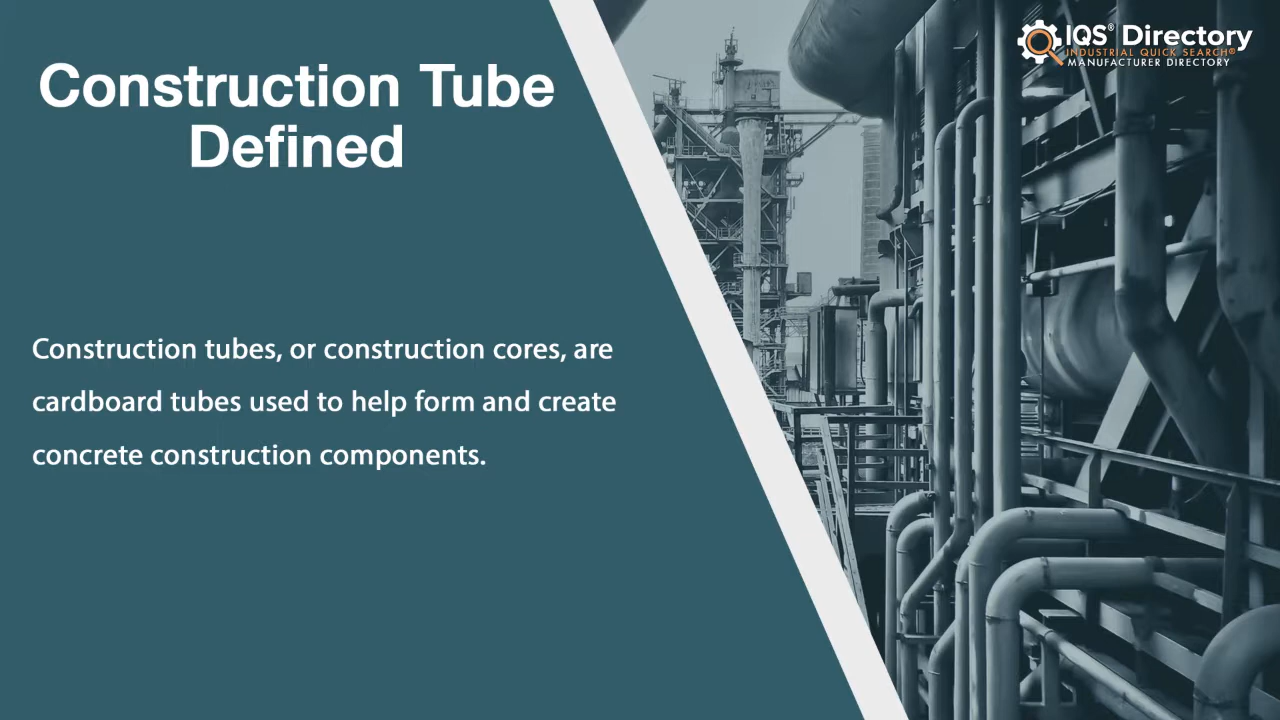 Construction Tube
Defined
IQS® Directory
INDUSTRIAL QUICK SEARCH®
MANUFACTURER DIRECTORY
Construction tubes, or construction cores, are
cardboard tubes used to help form and create
concrete construction components.